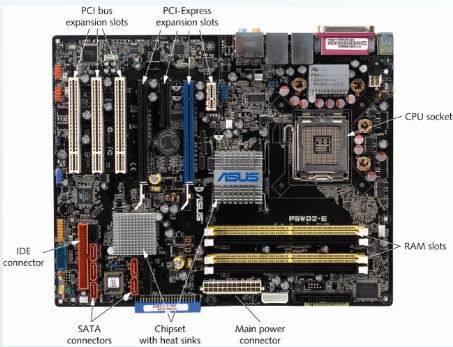 PCI bus
expansion slots
PCI-Express
expansion slots
CPU socket
ASUS
P5WD2-E
RAM slots
IDE
connector
SATA
connectors
Chipset
with heat sinks
Main power
connector